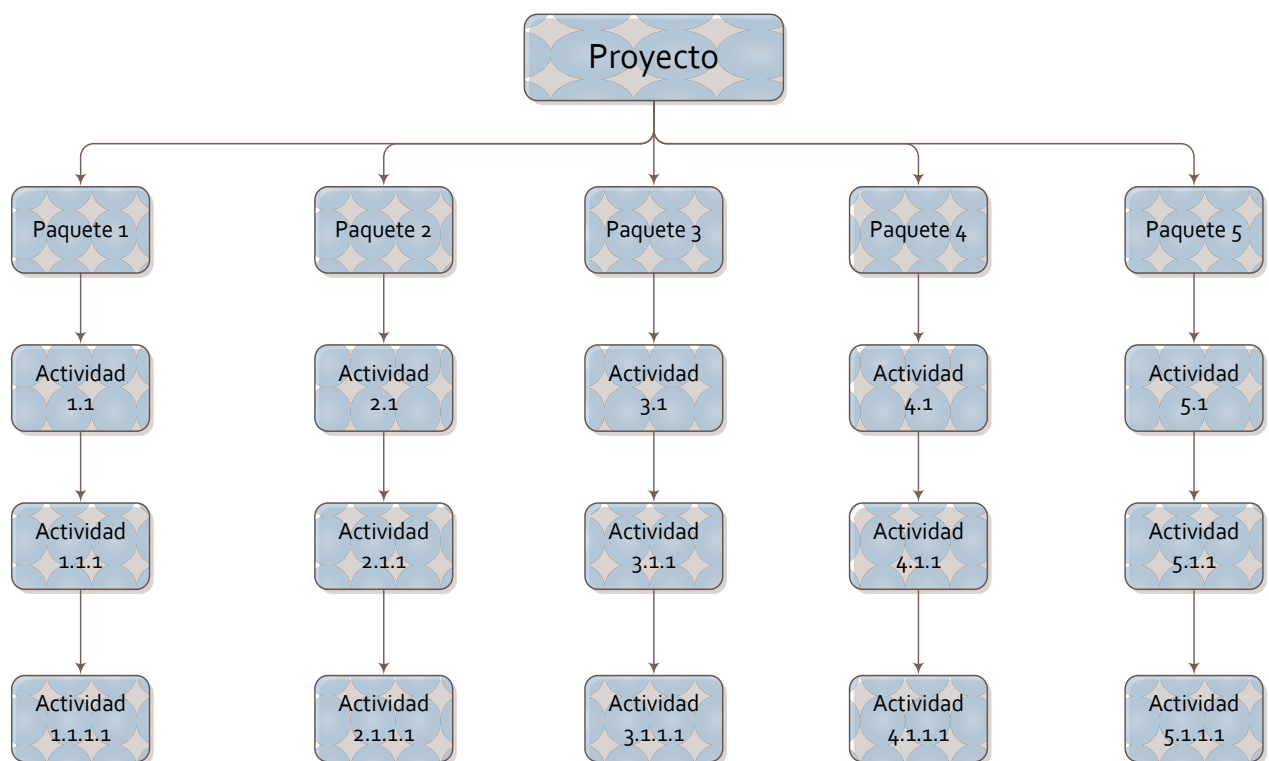 Proyecto
Paquete 1
Paquete 2
Paquete 3
Paquete 4
Paquete 5
Actividad
1.1
Actividad
2.1
Actividad
3.1
Actividad
4.1
Actividad
5.1
Actividad
1.1.1
Actividad
2.1.1
Actividad
3.1.1
Actividad
4.1.1
Actividad
5.1.1
Actividad
1.1.1.1
Actividad
2.1.1.1
Actividad
3.1.1.1
Actividad
4.1.1.1
Actividad
5.1.1.1